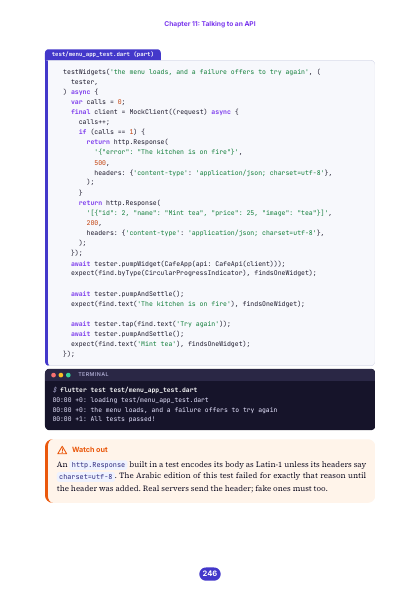 Chapter 11: Talking to an API
test/menu_app_test.dart (part)
testWidgets('the menu loads, and a failure offers to try again', (
tester,
) async {
var calls = 0;
final client = MockClient((request) async {
calls++;
if (calls == 1) {
return http.Response(
'{"error": "The kitchen is on fire"}',
500,
headers: {'content-type': 'application/json; charset=utf-8'},
);
}
return http.Response(
'[{"id": 2, "name": "Mint tea", "price": 25, "image": "tea"}]',
200,
headers: {'content-type': 'application/json; charset=utf-8'},
);
});
await tester.pumpWidget(CafeApp(api: CafeApi(client)));
expect(find.byType(CircularProgressIndicator), findsOneWidget);
await tester.pumpAndSettle();
expect(find.text('The kitchen is on fire'), findsOneWidget);
await tester.tap(find.text('Try again'));
await tester.pumpAndSettle();
expect(find.text('Mint tea'), findsOneWidget);
});
TERMINAL
$ flutter test test/menu_app_test.dart
00:00 +0: loading test/menu_app_test.dart
00:00 +0: the menu loads, and a failure offers to try again
00:00 +1: All tests passed!
Watch out
An http.Response built in a test encodes its body as Latin-1 unless its headers say
charset=utf-8. The Arabic edition of this test failed for exactly that reason until
the header was added. Real servers send the header; fake ones must too.
246